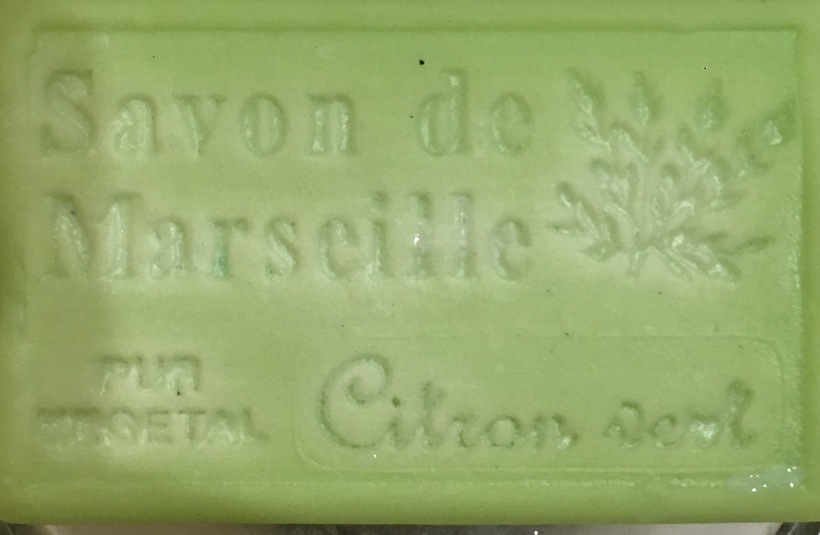 Savon de
Marseille
PUR
VEGETAL
Citron vert